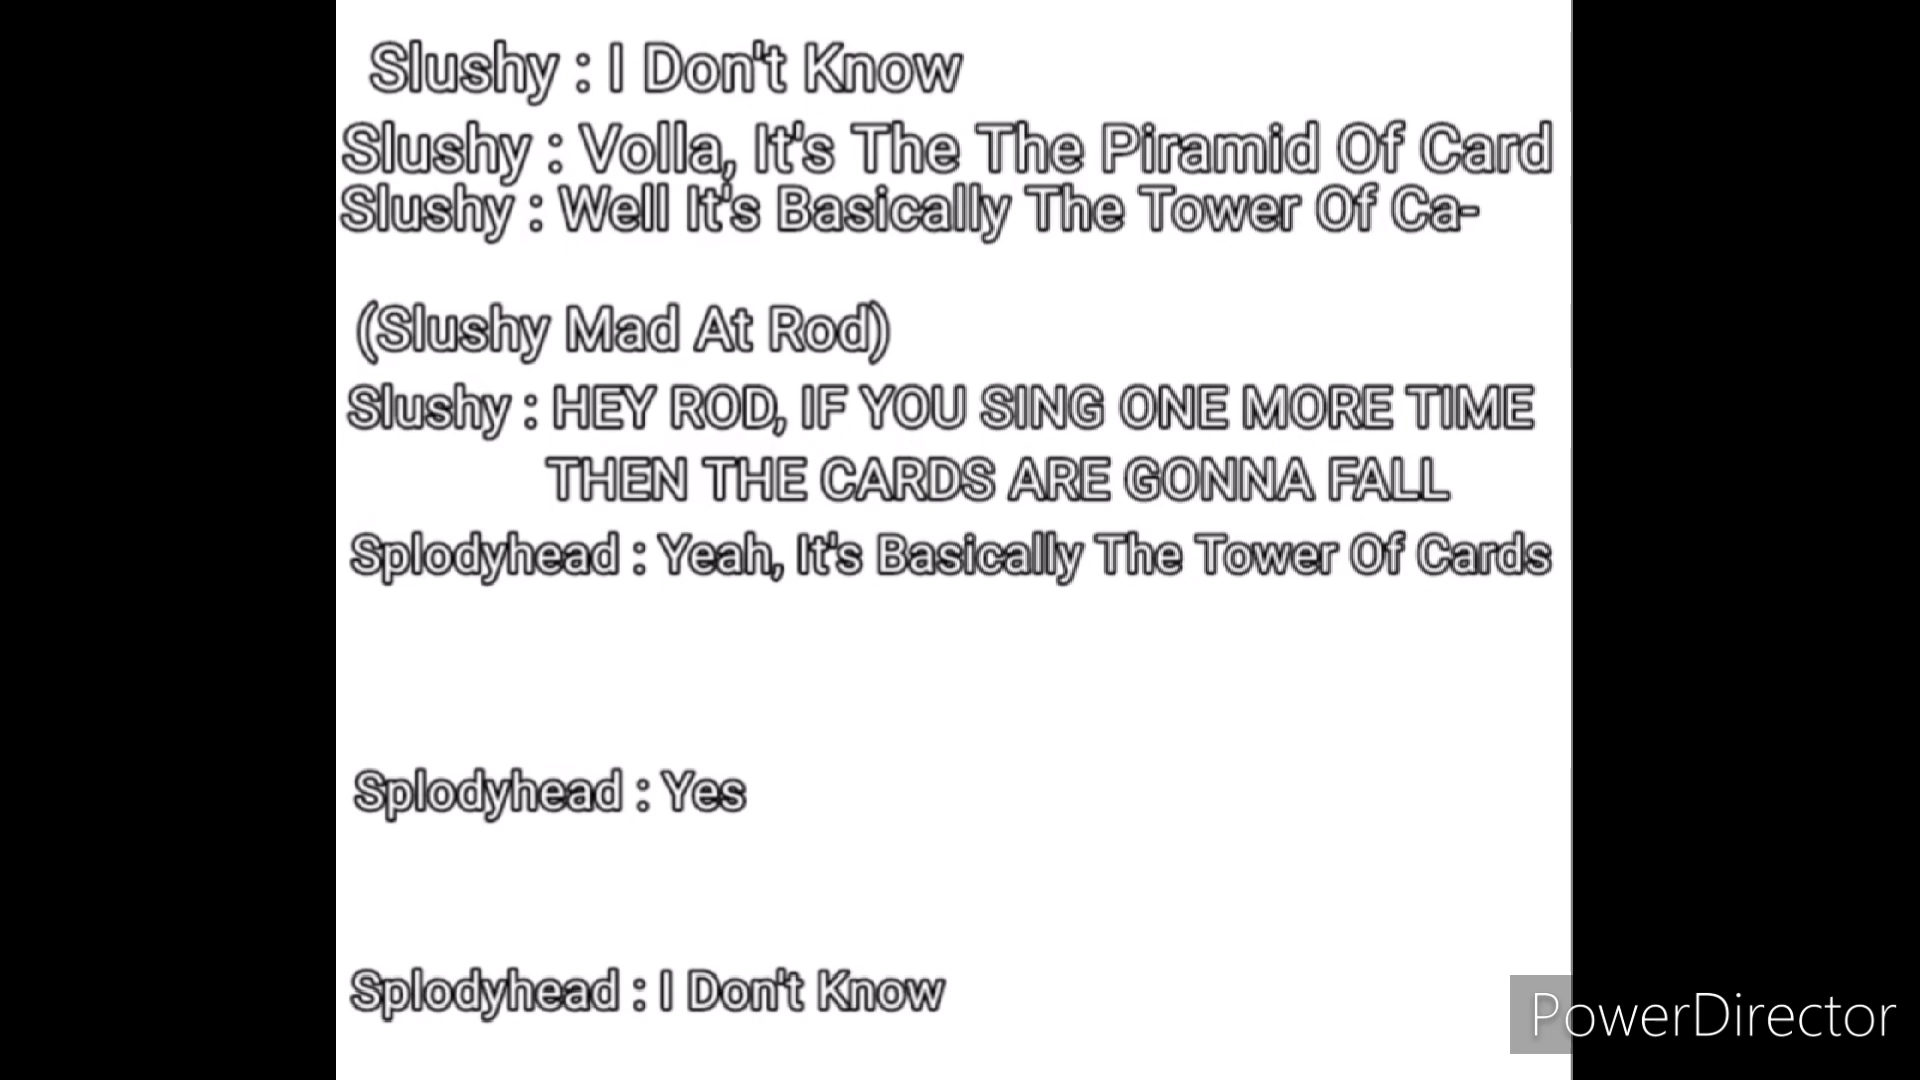 Slushy : I Don't Know
Slushy : Volla, It's The The Piramid Of Card
Slushy : Well It's Basically The Tower Of Ca-
(Slushy Mad At Rod)
Slushy : HEY ROD, IF YOU SING ONE MORE TIME
THEN THE CARDS ARE GONNA FALL
Splodyhead : Yeah, It's Basically The Tower Of Cards
Splodyhead : Yes
Splodyhead : I Don't Know
PowerDirector